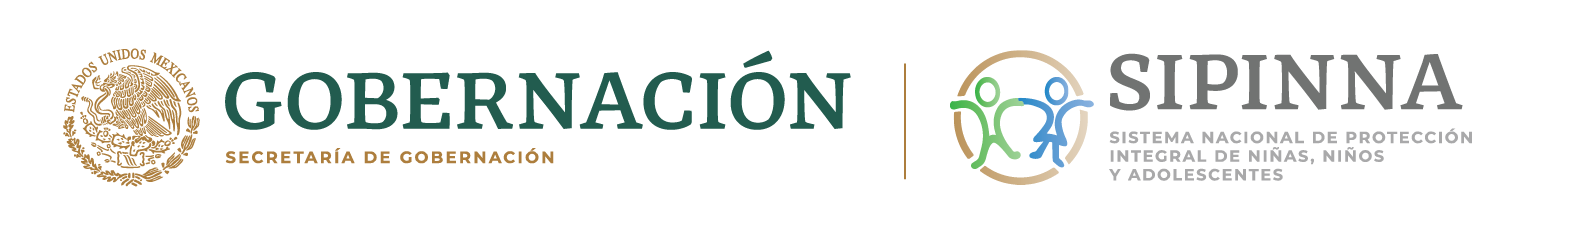 ESTADOS UNIDOS MEXICANOS
GOBERNACIÓN
SECRETARÍA DE GOBERNACIÓN
SIPINNA
SISTEMA NACIONAL DE PROTECCIÓN
INTEGRAL DE NIÑAS, NIÑOS
Y ADOLESCENTES